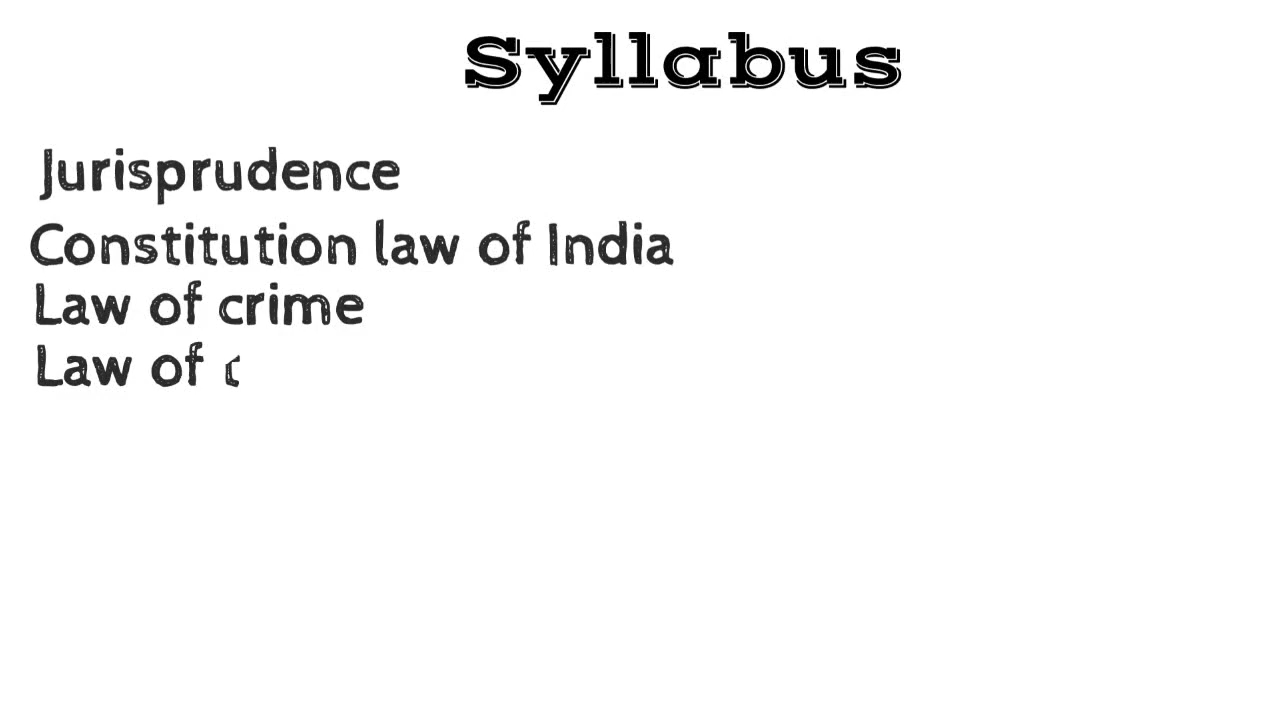 Syllabus
Jurisprudence
Constitution law of India
Law of crime
Law of